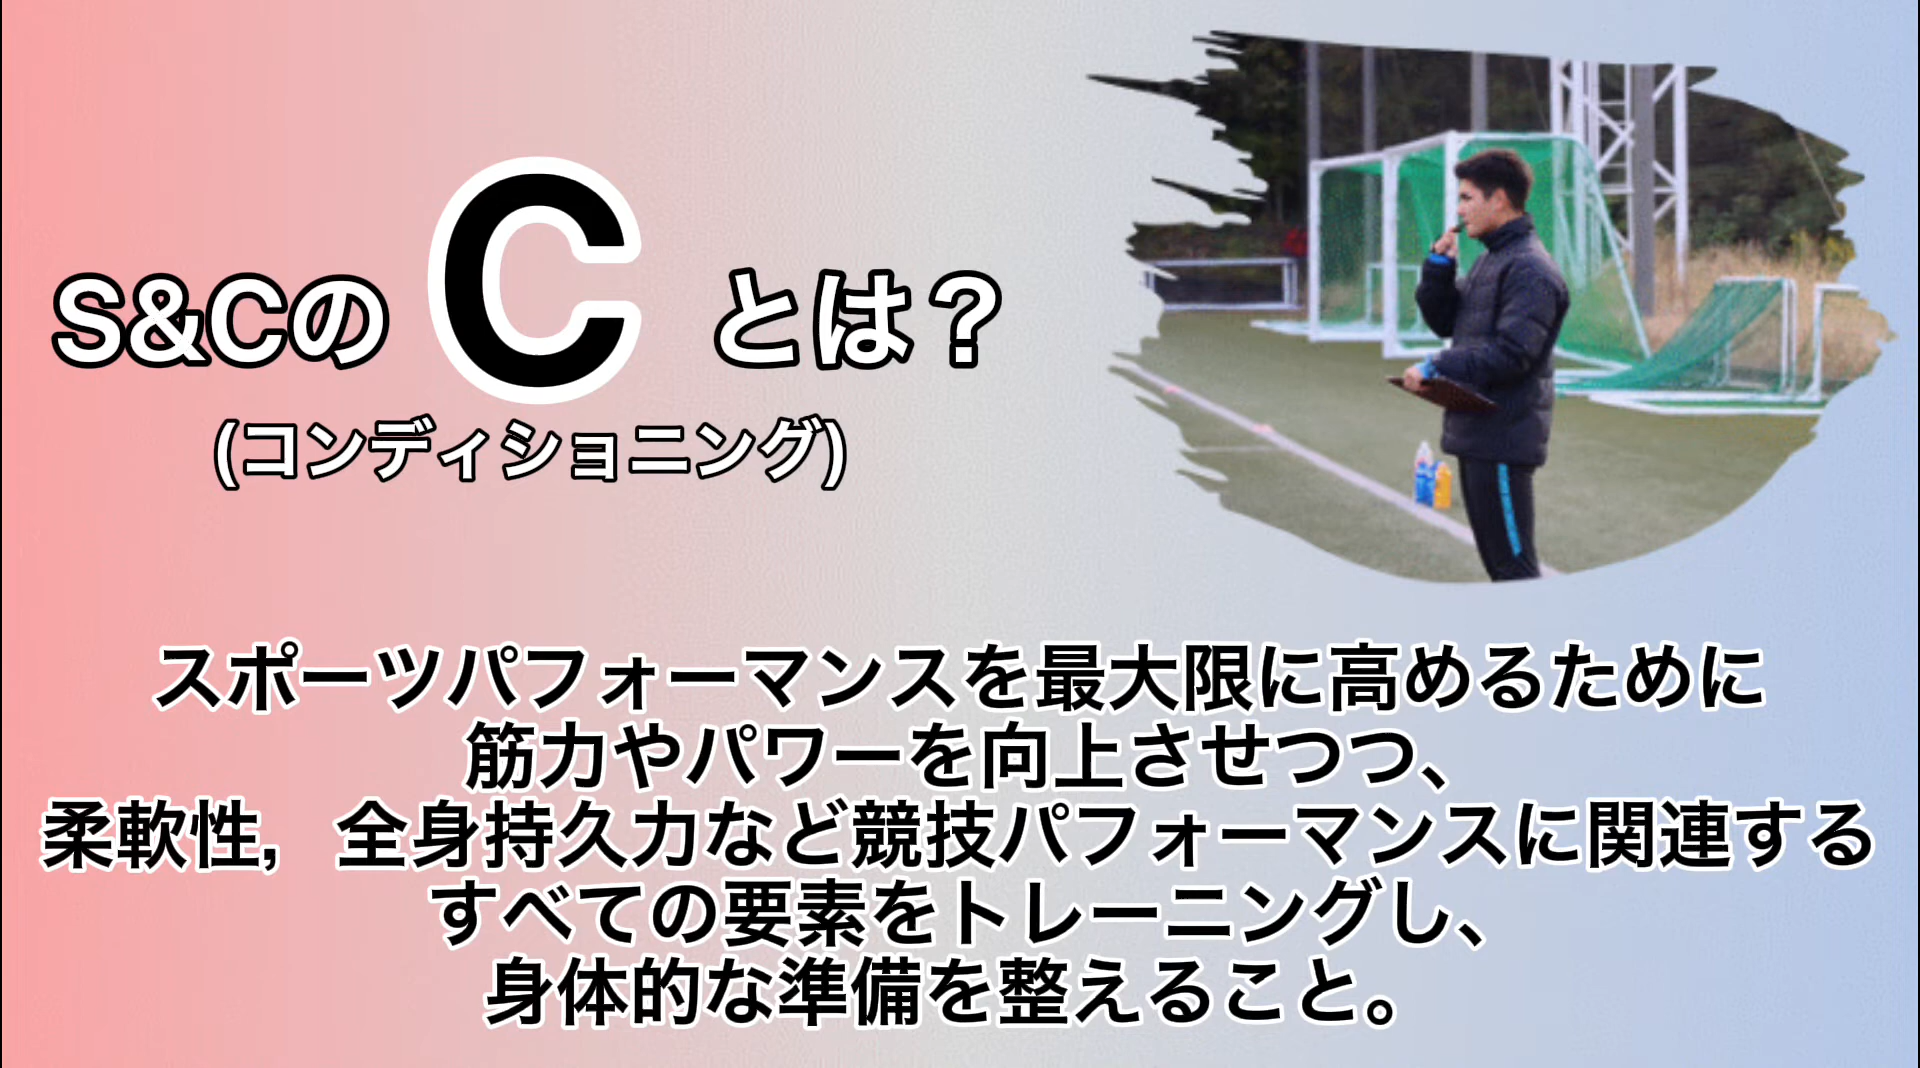 S&Cの C とは？
(コンディショニング)
スポーツパフォーマンスを最大限に高めるために
筋力やパワーを向上させつつ、
柔軟性，全身持久力など競技パフォーマンスに関連する
すべての要素をトレーニングし、
身体的な準備を整えること。